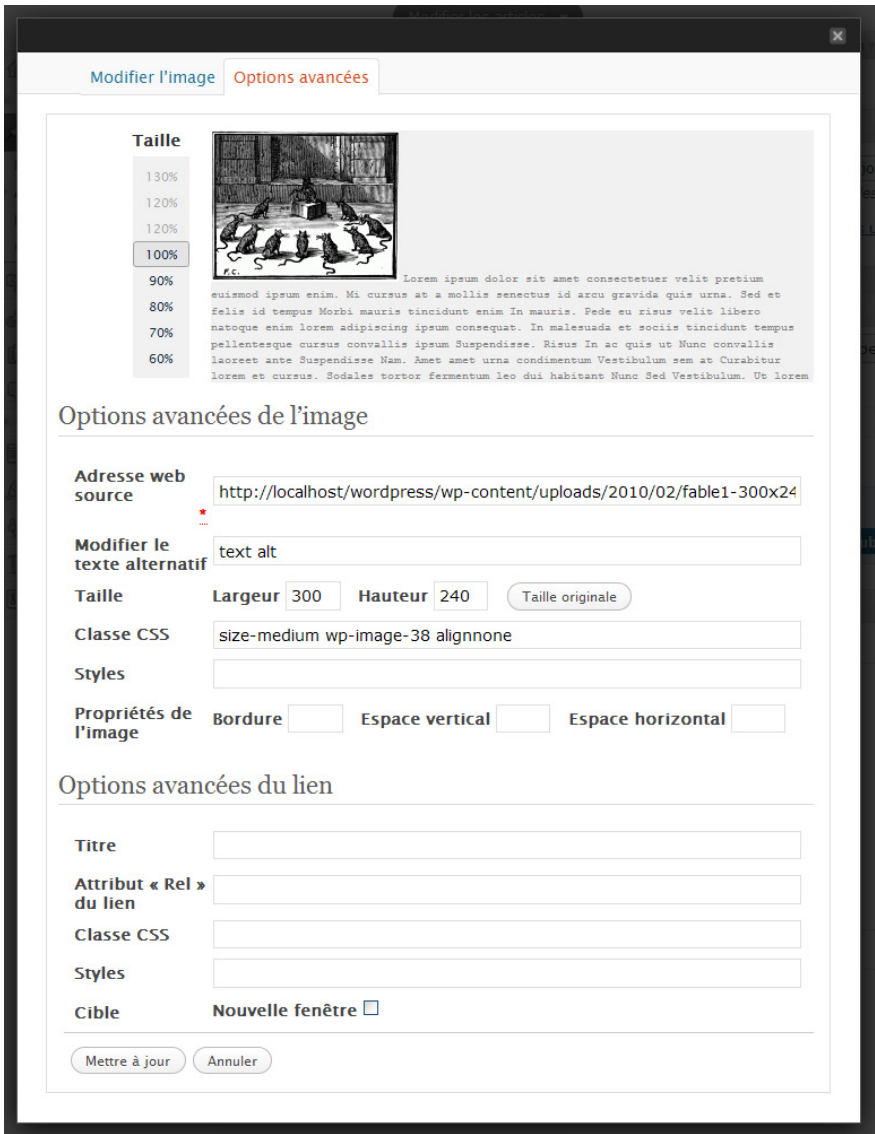 Modifier l'image
Options avancées
Taille
130%
120%
120%
100%
90%
80%
70%
60%
F.C.
Lorem ipsum dolor sit amet consectetuer velit pretium
euismod ipsum enim. Mi cursus at a mollis senectus id arcu gravida quis urna. Sed et
felis id tempus Morbi mauris tincidunt enim In mauris. Pede eu risus velit libero
natoque enim lorem adipiscing ipsum consequat. In malesuada et sociis tincidunt tempus
pellentesque cursus convallis ipsum Suspendisse. Risus In ac quis ut Nunc convallis
laoreet ante Suspendisse Nam. Amet amet urna condimentum Vestibulum sem at Curabitur
lorem et cursus. Sodales tortor fermentum leo dui habitant Nunc Sed Vestibulum. Ut lorem
Options avancées de l'image
Adresse web
source
*
http://localhost/wordpress/wp-content/uploads/2010/02/fable1-300x24
Modifier le
texte alternatif
text alt
Taille
Largeur 300 Hauteur 240 Taille originale
Classe CSS
size-medium wp-image-38 alignnone
Styles
Propriétés de
l'image
Bordure Espace vertical Espace horizontal
Options avancées du lien
Titre
Attribut « Rel »
du lien
Classe CSS
Styles
Cible
Nouvelle fenêtre
Mettre à jour Annuler